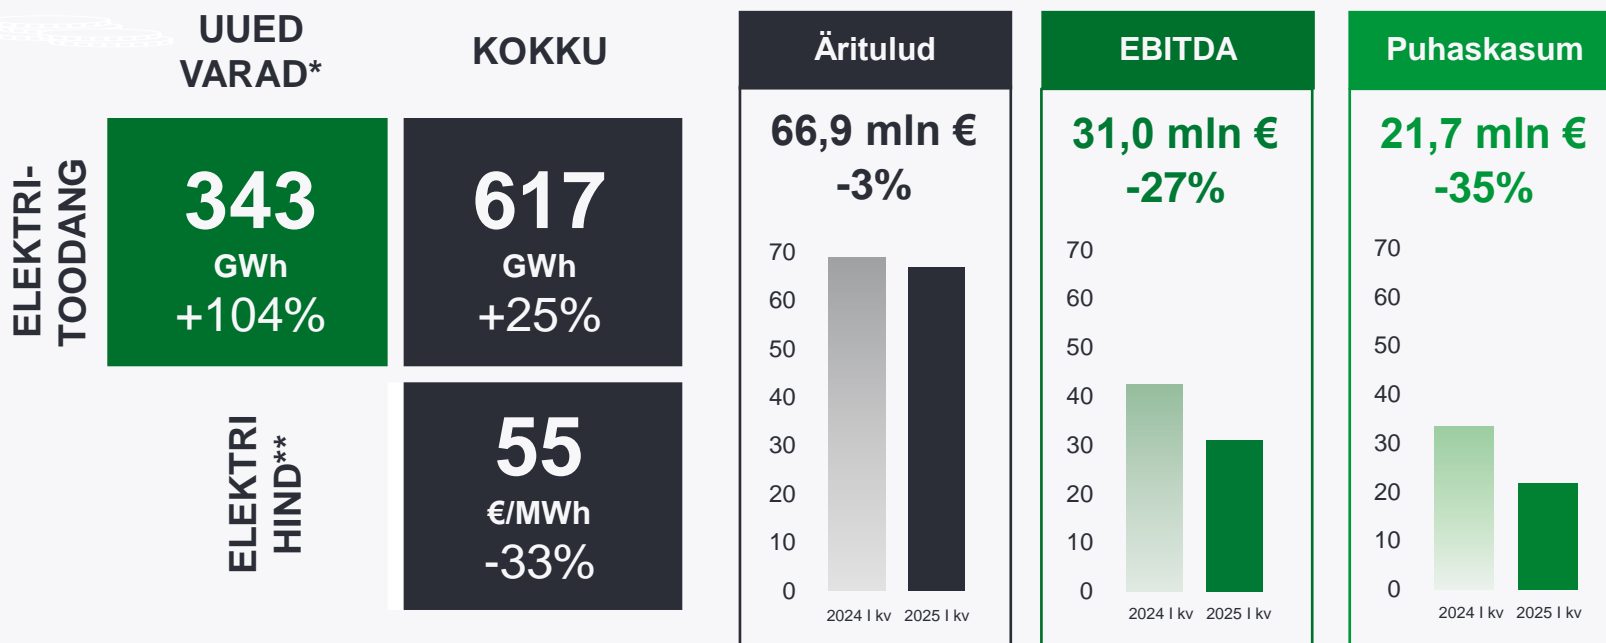 UUED
VARAD*
KOKKU
ELEKTRI-
TOODANG
343
GWh
+104%
617
GWh
+25%
ELEKTRI
HIND**
55
€/MWh
-33%
Äritulud
66,9 mln €
-3%
70
60
50
40
30
20
10
0
2024 I kv 2025 I kv
EBITDA
31,0 mln €
-27%
70
60
50
40
30
20
10
0
2024 I kv 2025 I kv
Puhaskasum
21,7 mln €
-35%
70
60
50
40
30
20
10
0
2024 I kv 2025 I kv